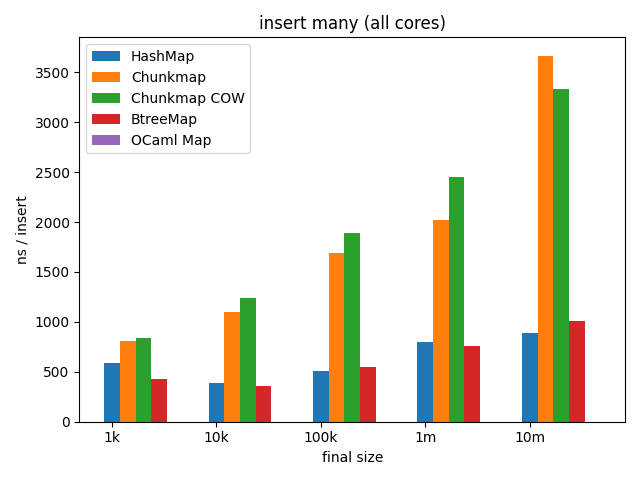 insert many (all cores)
HashMap
Chunkmap
Chunkmap COW
BtreeMap
OCaml Map
ns / insert
3500
3000
2500
2000
1500
1000
500
0
1k 10k 100k 1m 10m
final size